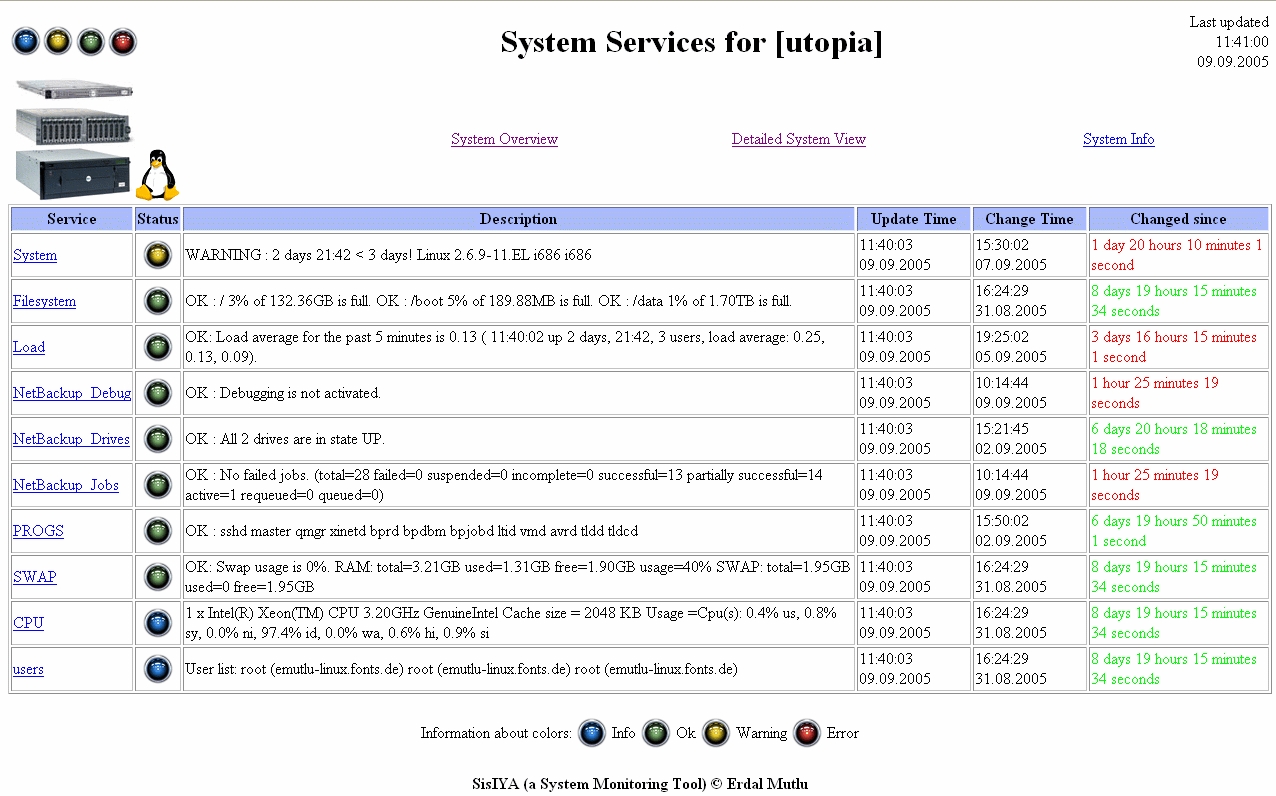 System Services for [utopia]
Last updated
11:41:00
09.09.2005
System Overview
Detailed System View
System Info
Service Status Description Update Time Change Time Changed since
System
WARNING : 2 days 21:42 < 3 days! Linux 2.6.9-11.EL i686 i686
11:40:03
09.09.2005
15:30:02
07.09.2005
1 day 20 hours 10 minutes 1
second
Filesystem
OK : / 3% of 132.36GB is full. OK : /boot 5% of 189.88MB is full. OK : /data 1% of 1.70TB is full.
11:40:03
09.09.2005
16:24:29
31.08.2005
8 days 19 hours 15 minutes
34 seconds
Load
OK: Load average for the past 5 minutes is 0.13 ( 11:40:02 up 2 days, 21:42, 3 users, load average: 0.25,
0.13, 0.09).
11:40:03
09.09.2005
19:25:02
05.09.2005
3 days 16 hours 15 minutes
1 second
NetBackup_Debug
OK : Debugging is not activated.
11:40:03
09.09.2005
10:14:44
09.09.2005
1 hour 25 minutes 19
seconds
NetBackup_Drives
OK : All 2 drives are in state UP.
11:40:03
09.09.2005
15:21:45
02.09.2005
6 days 20 hours 18 minutes
18 seconds
NetBackup_Jobs
OK : No failed jobs. (total=28 failed=0 suspended=0 incomplete=0 successful=13 partially successful=14
active=1 requeued=0 queued=0)
11:40:03
09.09.2005
10:14:44
09.09.2005
1 hour 25 minutes 19
seconds
PROGS
OK : sshd master qmgr xinetd bprd bpdbm bpjobd ltid vmd avrd tldd tldcd
11:40:03
09.09.2005
15:50:02
02.09.2005
6 days 19 hours 50 minutes
1 second
SWAP
OK: Swap usage is 0%. RAM: total=3.21GB used=1.31GB free=1.90GB usage=40% SWAP: total=1.95GB
used=0 free=1.95GB
11:40:03
09.09.2005
16:24:29
31.08.2005
8 days 19 hours 15 minutes
34 seconds
CPU
1 x Intel(R) Xeon(TM) CPU 3.20GHz GenuineIntel Cache size = 2048 KB Usage =Cpu(s): 0.4% us, 0.8%
sy, 0.0% ni, 97.4% id, 0.0% wa, 0.6% hi, 0.9% si
11:40:03
09.09.2005
16:24:29
31.08.2005
8 days 19 hours 15 minutes
34 seconds
users
User list: root (emutlu-linux.fonts.de) root (emutlu-linux.fonts.de) root (emutlu-linux.fonts.de)
11:40:03
09.09.2005
16:24:29
31.08.2005
8 days 19 hours 15 minutes
34 seconds
Information about colors: Info Ok Warning Error
SisIYA (a System Monitoring Tool) © Erdal Mutlu